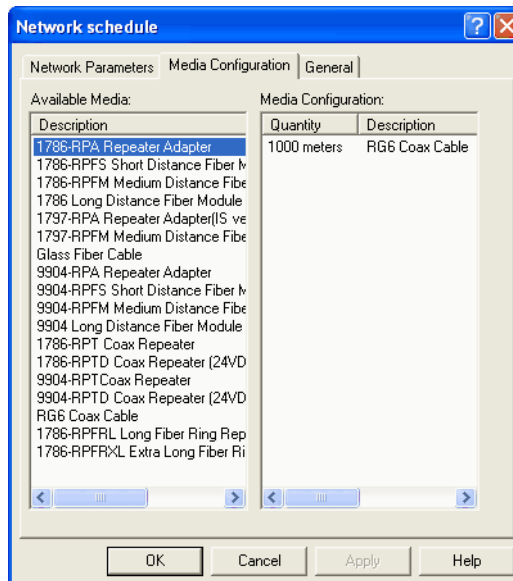 Network schedule
Network Parameters
Media Configuration
General
Available Media:
Description
1786-RPA Repeater Adapter
1786-RPFS Short Distance Fiber M
1786-RPFM Medium Distance Fibe
1786 Long Distance Fiber Module
1797-RPA Repeater Adapter(IS ve
1797-RPFM Medium Distance Fibe
Glass Fiber Cable
9904-RPA Repeater Adapter
9904-RPFS Short Distance Fiber M
9904-RPFM Medium Distance Fibe
9904 Long Distance Fiber Module
1786-RPT Coax Repeater
1786-RPTD Coax Repeater (24VD
9904-RPTCoax Repeater
9904-RPTD Coax Repeater (24VD
RG6 Coax Cable
1786-RPFRL Long Fiber Ring Rep
1786-RPFRXL Extra Long Fiber Ri
Media Configuration:
Quantity Description
1000 meters RG6 Coax Cable
OK
Cancel
Apply
Help